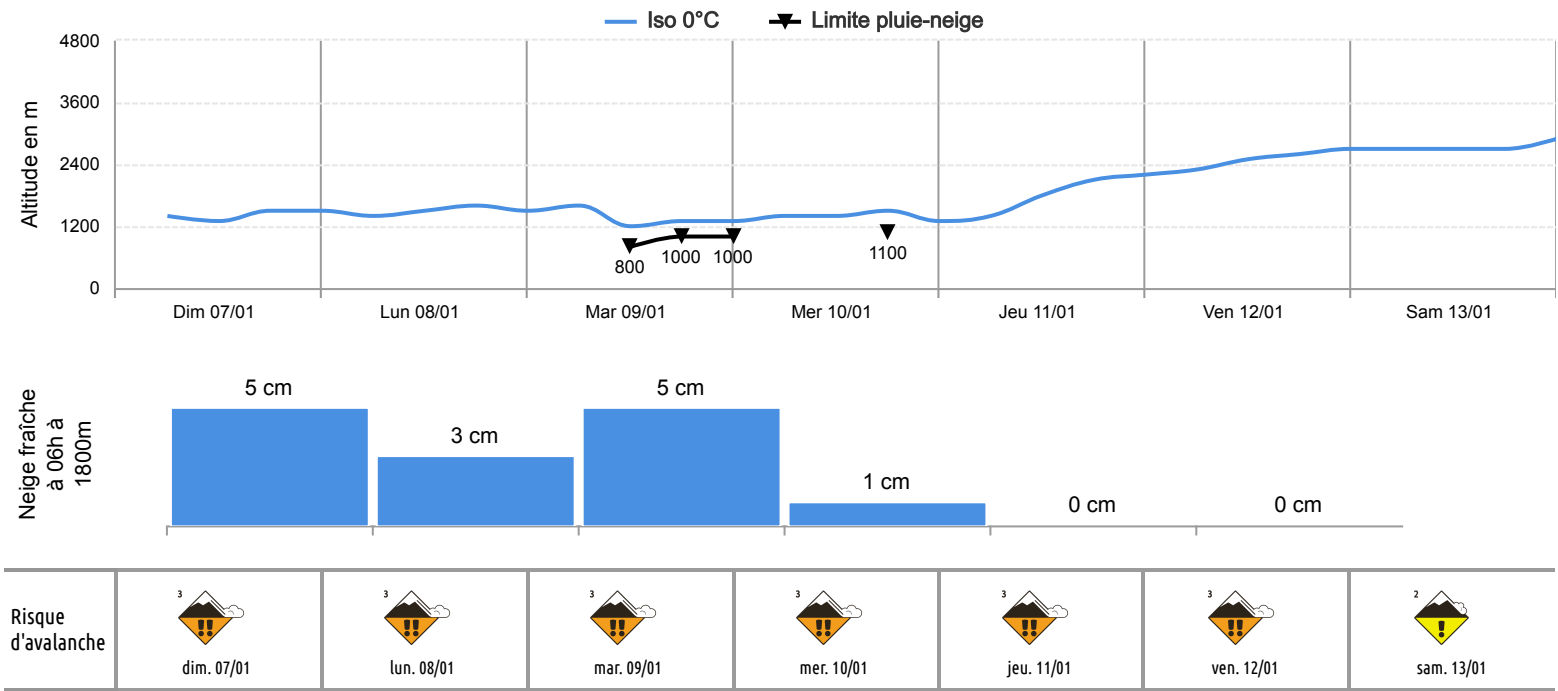 Iso 0°C Limite pluie-neige
4800
3600
2400
1200
0
Altitude en m
800 1000 1000 1100
Dim 07/01 Lun 08/01 Mar 09/01 Mer 10/01 Jeu 11/01 Ven 12/01 Sam 13/01
Neige fraîche
à 06h à
1800m
5 cm 3 cm 5 cm 1 cm 0 cm 0 cm
Risque
d'avalanche
3 3 3 3 3 3 2
!! !! !! !! !! !! !
dim. 07/01 lun. 08/01 mar. 09/01 mer. 10/01 jeu. 11/01 ven. 12/01 sam. 13/01